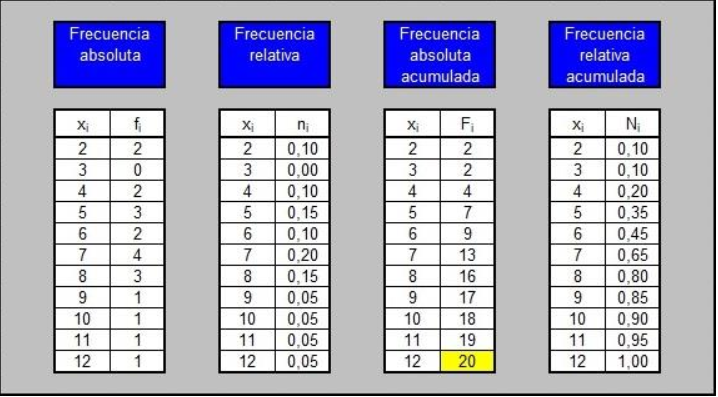 Frecuencia absoluta
Frecuencia relativa
Frecuencia absoluta acumulada
Frecuencia relativa acumulada
xi fi xi ni xi Fi xi Ni
2 2 2 0,10 2 2 2 0,10
3 0 3 0,00 3 2 3 0,10
4 2 4 0,10 4 4 4 0,20
5 3 5 0,15 5 7 5 0,35
6 2 6 0,10 6 9 6 0,45
7 4 7 0,20 7 13 7 0,65
8 3 8 0,15 8 16 8 0,80
9 1 9 0,05 9 17 9 0,85
10 1 10 0,05 10 18 10 0,90
11 1 11 0,05 11 19 11 0,95
12 1 12 0,05 12 20 12 1,00